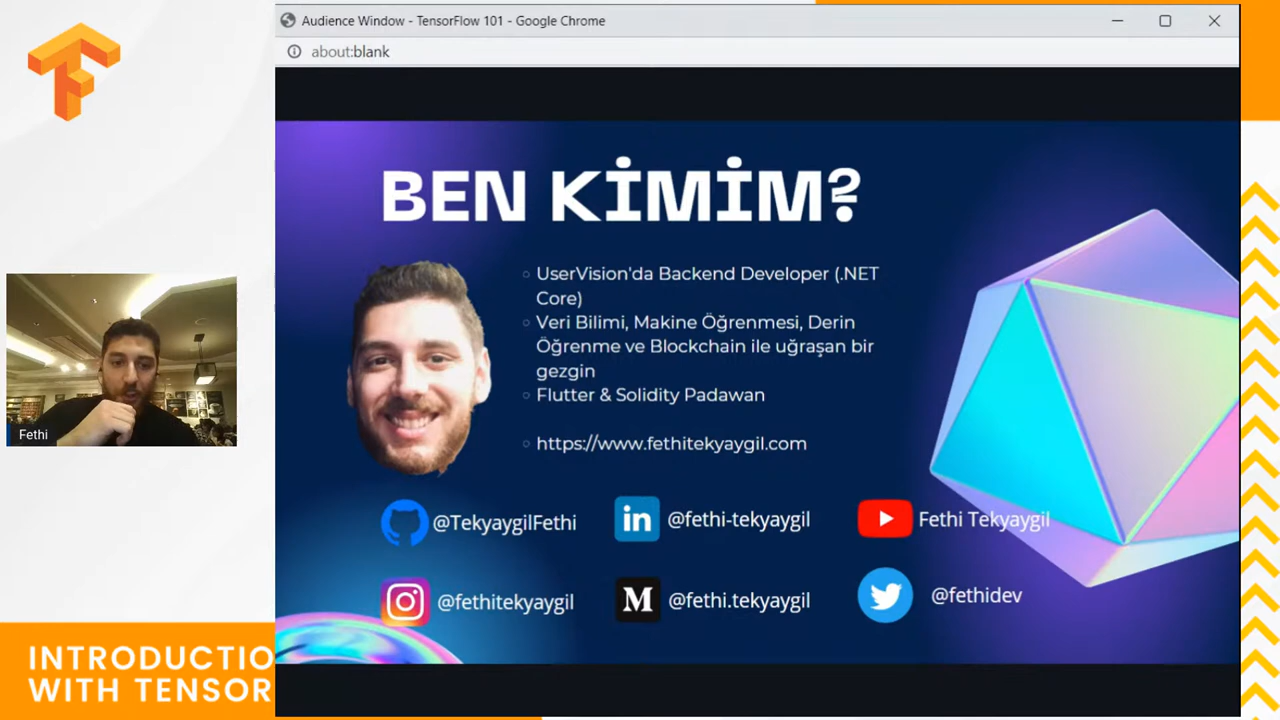 Audience Window - TensorFlow 101 - Google Chrome
about:blank
BEN KİMİM?
UserVision'da Backend Developer (.NET
Core)
Veri Bilimi, Makine Öğrenmesi, Derin
Öğrenme ve Blockchain ile uğraşan bir
gezgin
Flutter & Solidity Padawan
https://www.fethitekyaygil.com
@TekyaygilFethi
@fethi-tekyaygil
Fethi Tekyaygil
@fethitekyaygil
@fethi.tekyaygil
@fethidev
Fethi
INTRODUCTIO
WITH TENSOR